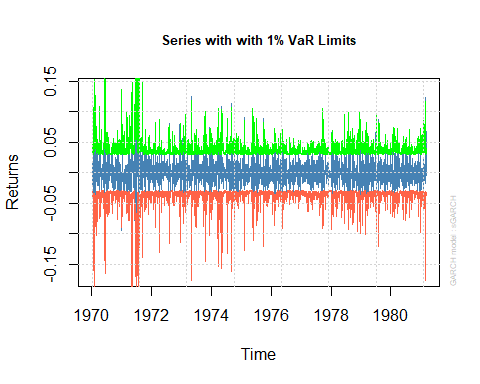 Series with with 1% VaR Limits
0.15
0.05
-0.05
-0.15
Returns
1970 1972 1974 1976 1978 1980
Time
GARCH model : sGARCH